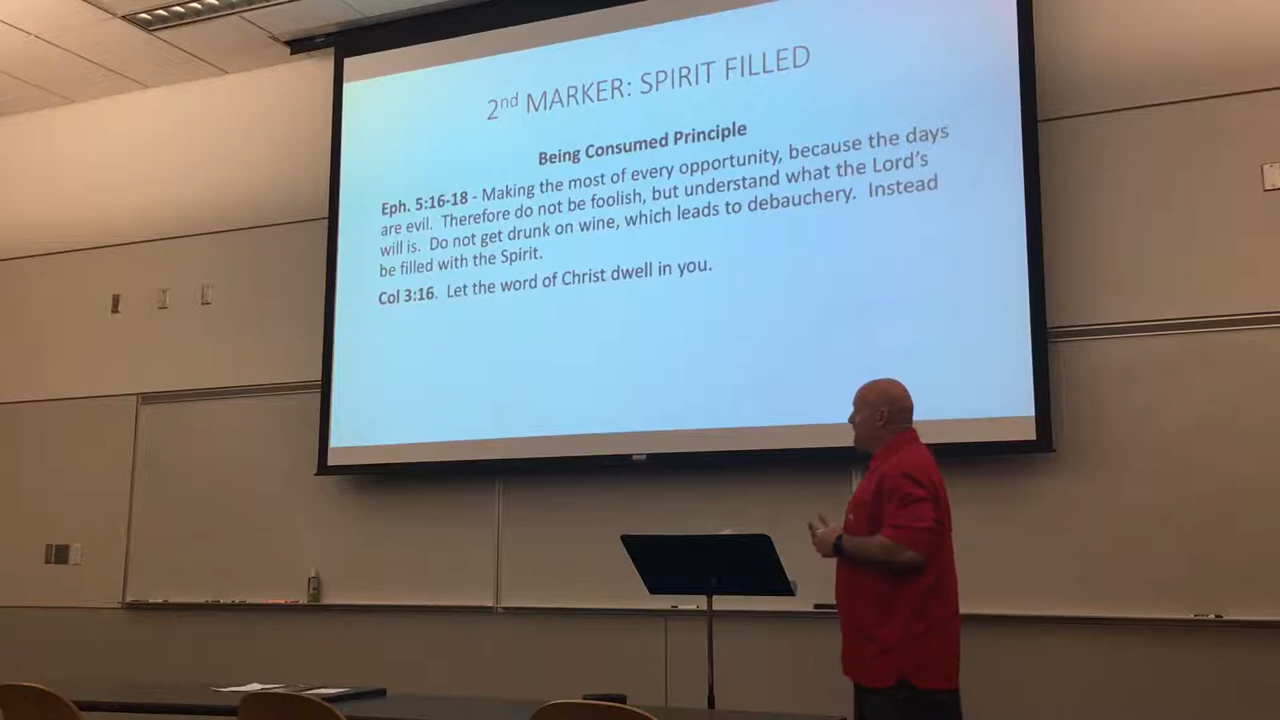 2nd MARKER: SPIRIT FILLED
Being Consumed Principle
Eph. 5:16-18 - Making the most of every opportunity, because the days
are evil.  Therefore do not be foolish, but understand what the Lord's
will is.  Do not get drunk on wine, which leads to debauchery.  Instead
be filled with the Spirit.
Col 3:16.  Let the word of Christ dwell in you.